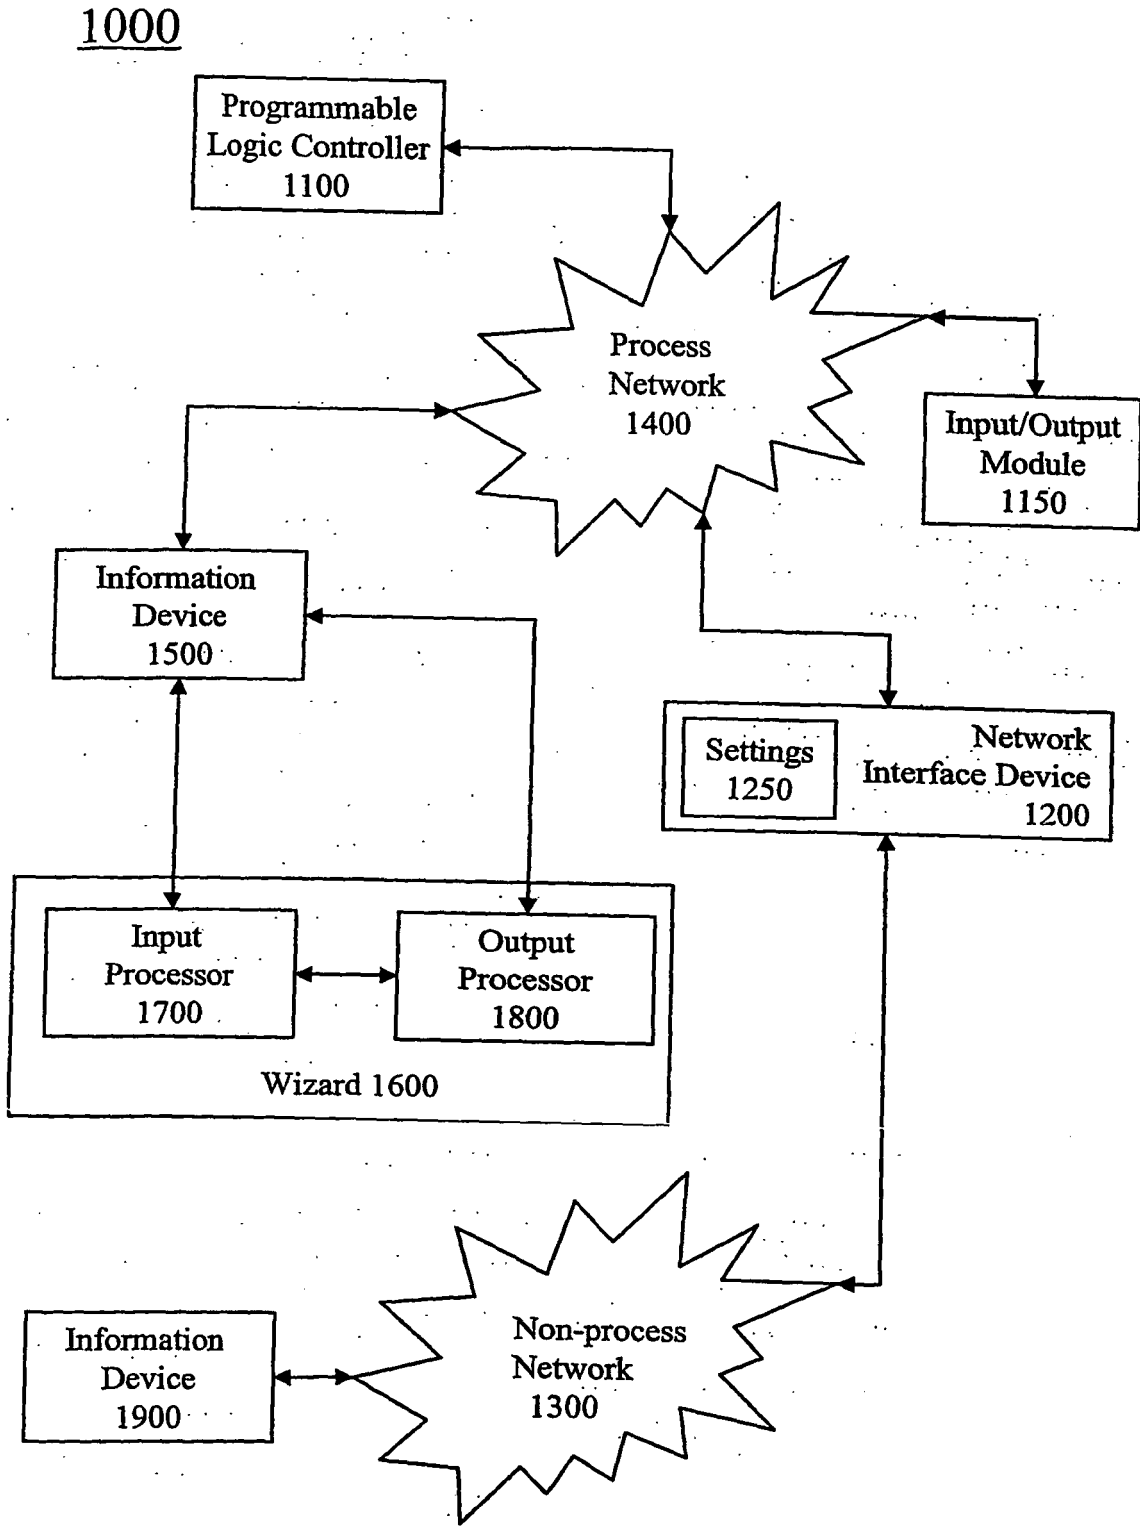 1000
Programmable
Logic Controller
1100
Process
Network
1400
Input/Output
Module
1150
Information
Device
1500
Settings
1250
Network
Interface Device
1200
Input
Processor
1700
Output
Processor
1800
Wizard 1600
Non-process
Network
1300
Information
Device
1900